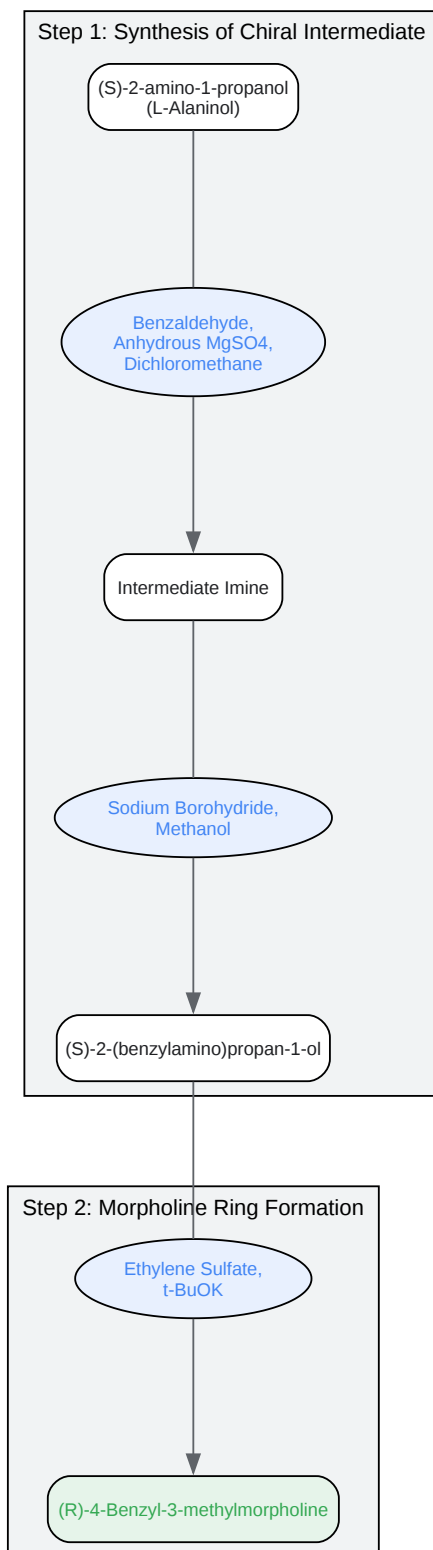 Step 1: Synthesis of Chiral Intermediate
(S)-2-amino-1-propanol
(L-Alaninol)
Benzaldehyde,
Anhydrous MgSO4,
Dichloromethane
Intermediate Imine
Sodium Borohydride,
Methanol
(S)-2-(benzylamino)propan-1-ol
Step 2: Morpholine Ring Formation
Ethylene Sulfate,
t-BuOK
(R)-4-Benzyl-3-methylmorpholine